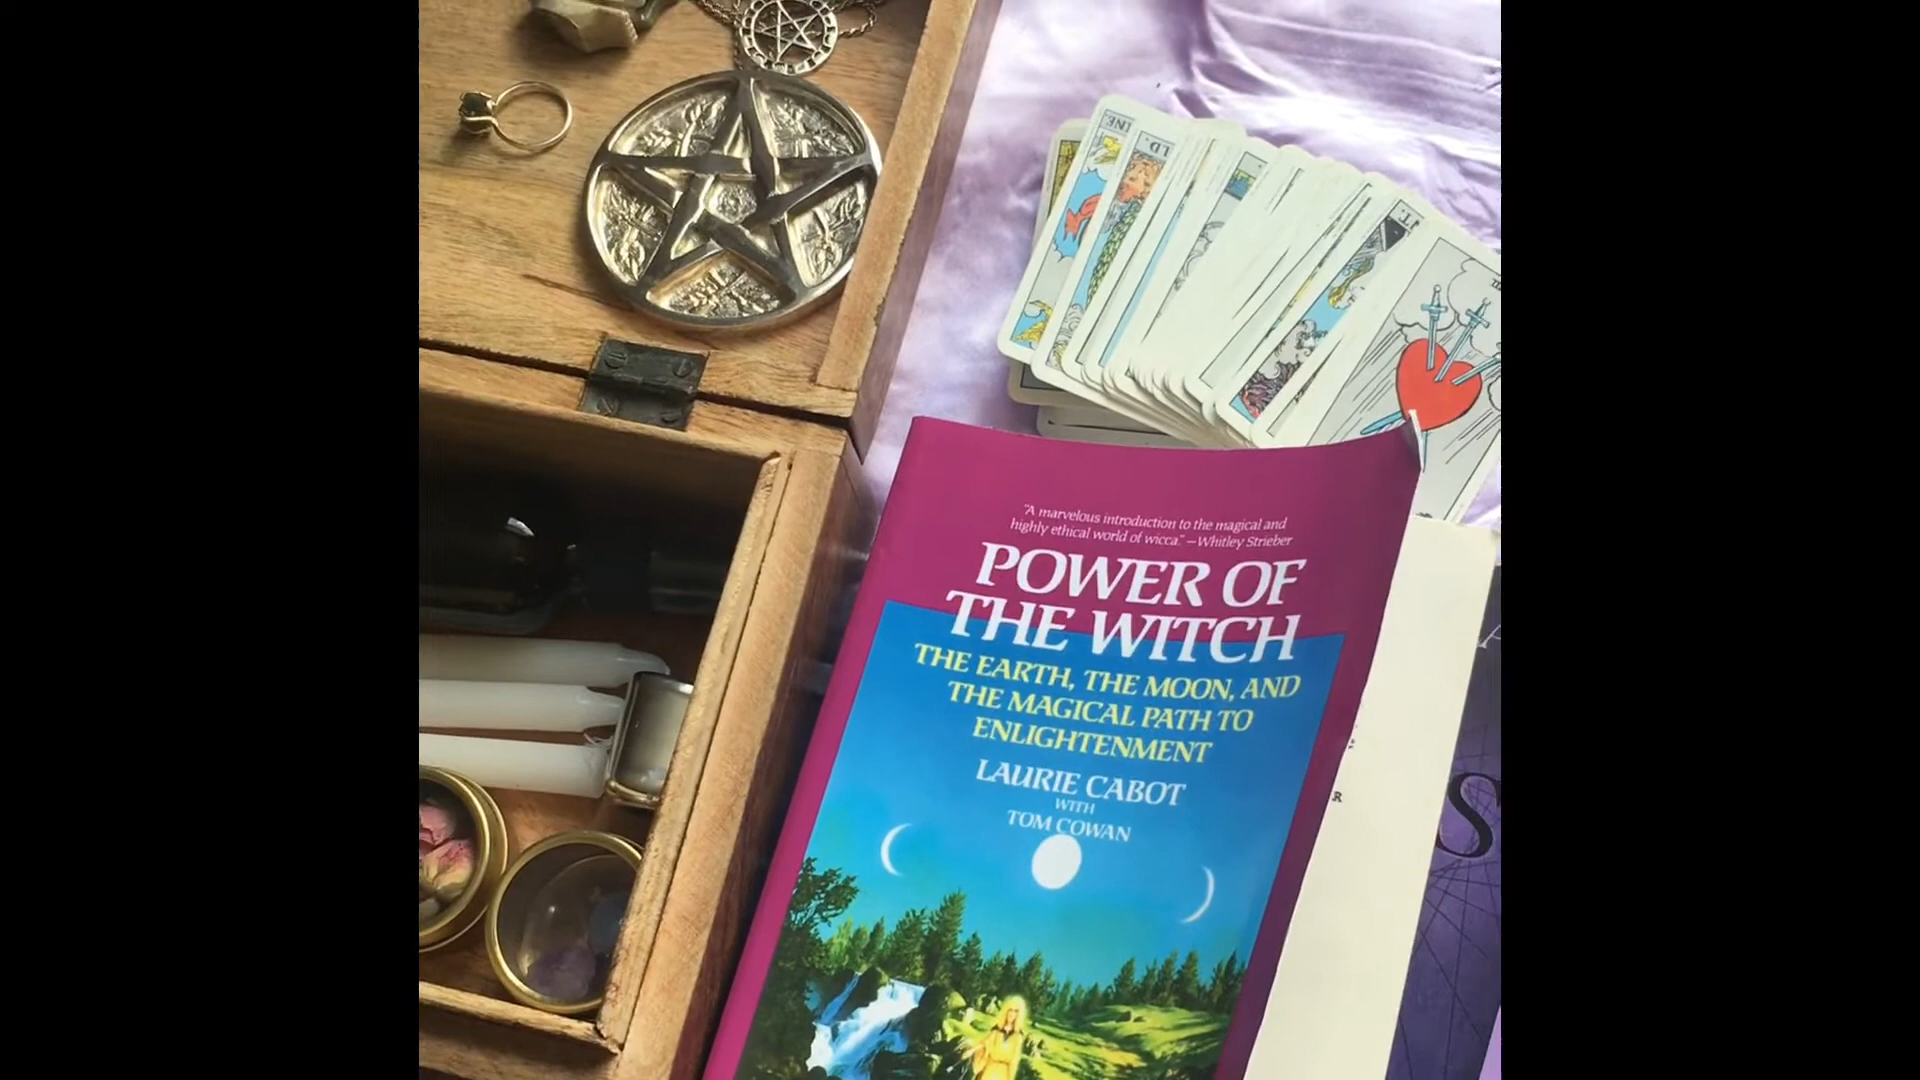 "A marvelous introduction to the magical and
highly ethical world of wicca." —Whitley Strieber
POWER OF
THE WITCH
THE EARTH, THE MOON, AND
THE MAGICAL PATH TO
ENLIGHTENMENT
LAURIE CABOT
WITH
TOM COWAN